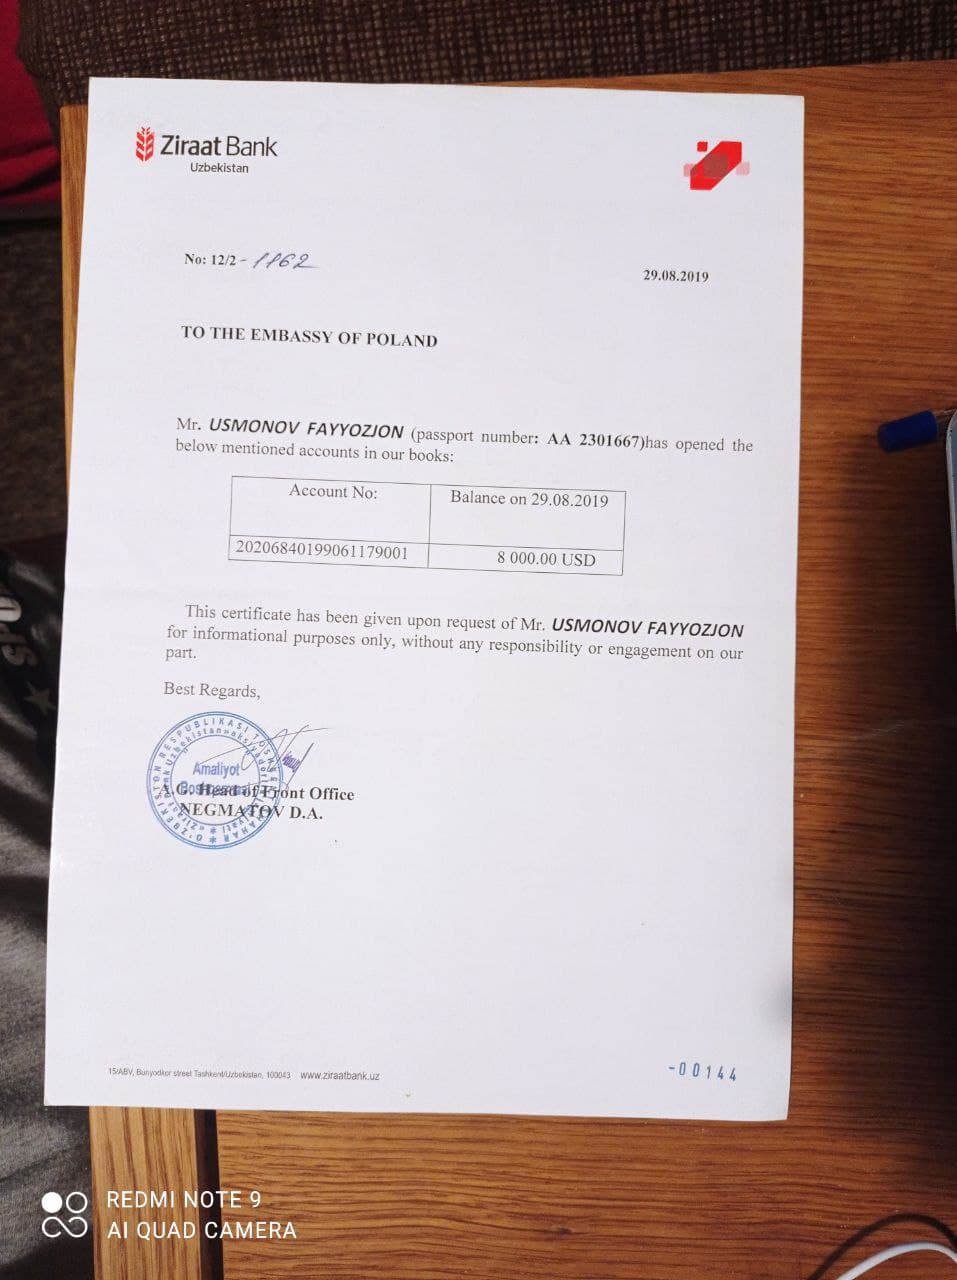 Ziraat Bank
Uzbekistan
No: 12/2 - 1162
29.08.2019
TO THE EMBASSY OF POLAND
Mr. USMONOV FAYYOZJON (passport number: AA 2301667)has opened the
below mentioned accounts in our books:
Account No:
Balance on 29.08.2019
20206840199061179001
8 000.00 USD
This certificate has been given upon request of Mr. USMONOV FAYYOZJON
for informational purposes only, without any responsibility or engagement on our
part.
Best Regards,
O'ZBEKISTON RESPUBLIKASI
Amaliyot
Head of Front Office
NEGMATOV D.A.
15/ABV, Bunyodkor street Tashkent/Uzbekistan, 100043 www.ziraatbank.uz
-00144
SPO
REDMI NOTE 9
AI QUAD CAMERA